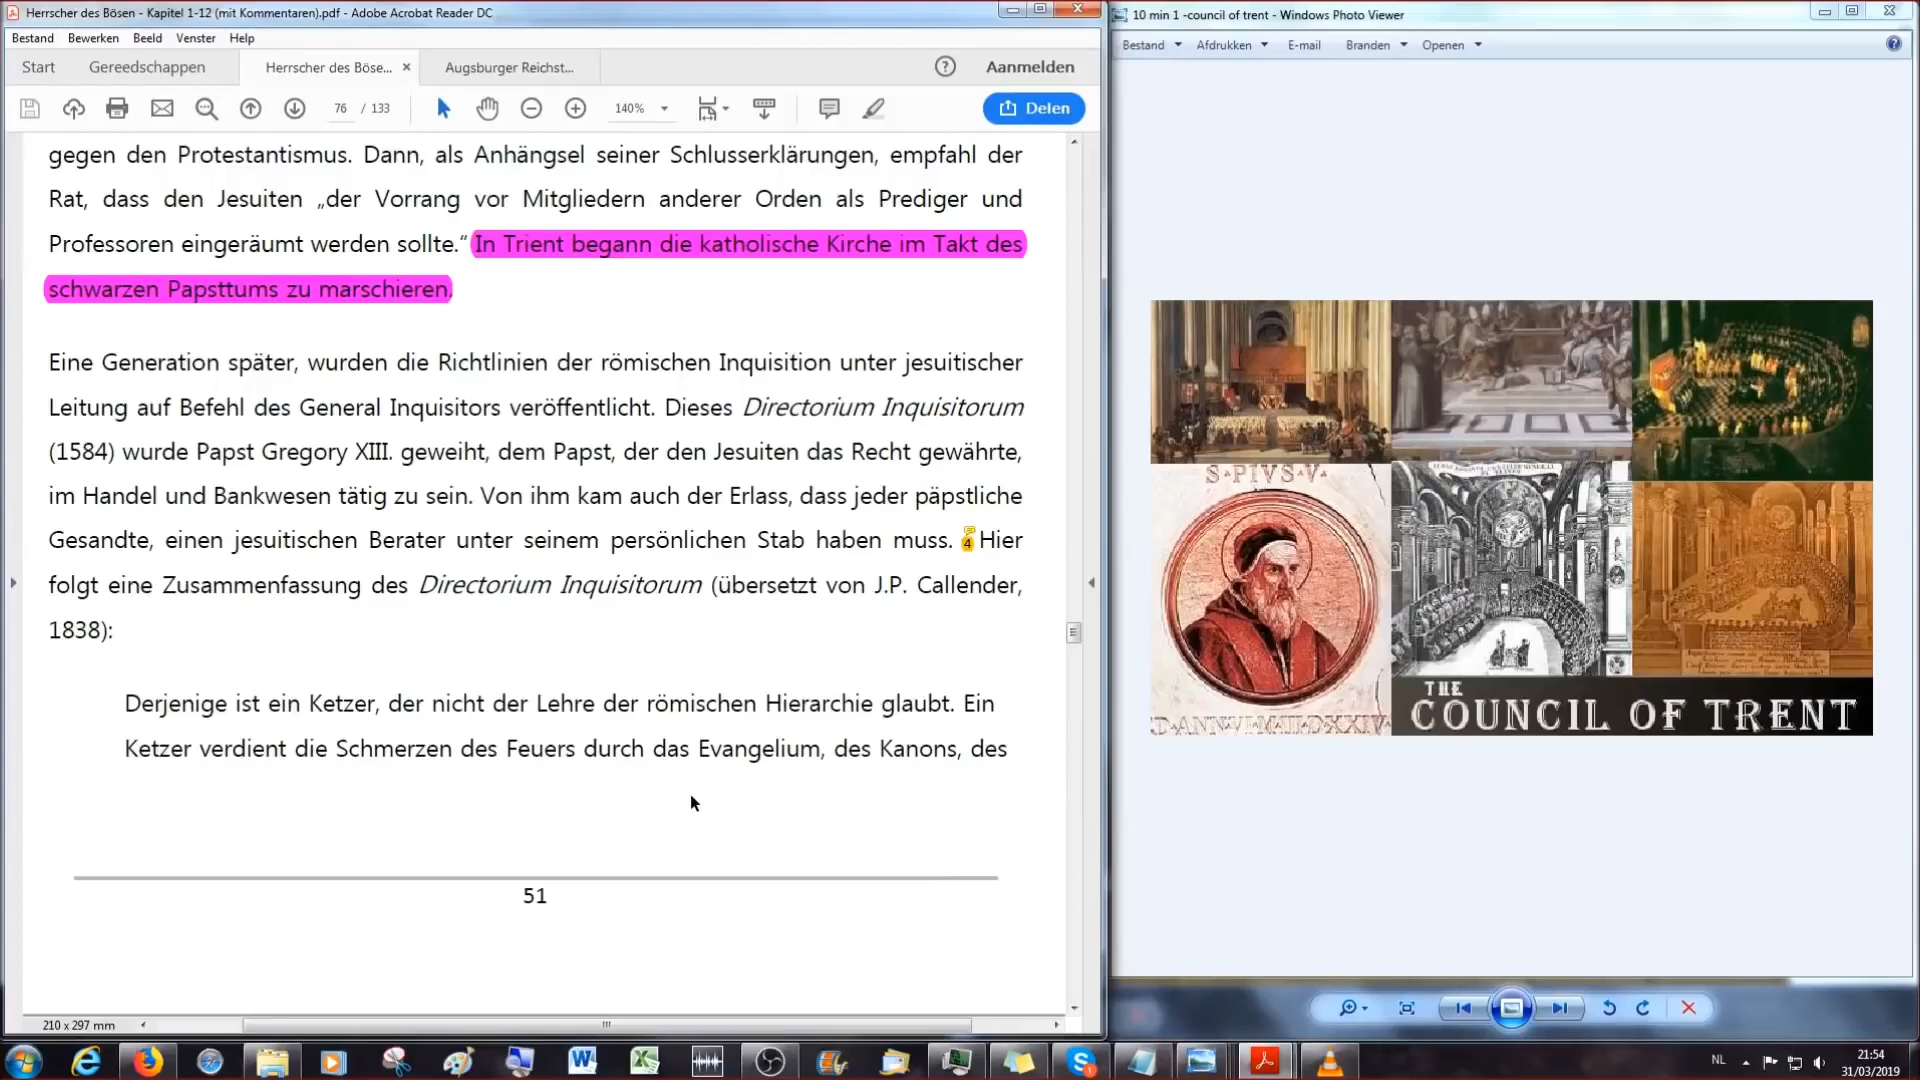 Herrscher des Bösen - Kapitel 1-12 (mit Kommentaren).pdf - Adobe Acrobat Reader DC
Bestand Bewerken Beeld Venster Help
Start Gereedschappen Herrscher des Böse... × Augsburger Reichst... Aanmelden
76 / 133 140% Delen
gegen den Protestantismus. Dann, als Anhängsel seiner Schlusserklärungen, empfahl der
Rat, dass den Jesuiten „der Vorrang vor Mitgliedern anderer Orden als Prediger und
Professoren eingeräumt werden sollte.“ In Trient begann die katholische Kirche im Takt des
schwarzen Papsttums zu marschieren.
Eine Generation später, wurden die Richtlinien der römischen Inquisition unter jesuitischer
Leitung auf Befehl des General Inquisitors veröffentlicht. Dieses Directorium Inquisitorum
(1584) wurde Papst Gregory XIII. geweiht, dem Papst, der den Jesuiten das Recht gewährte,
im Handel und Bankwesen tätig zu sein. Von ihm kam auch der Erlass, dass jeder päpstliche
Gesandte, einen jesuitischen Berater unter seinem persönlichen Stab haben muss. 4 Hier
folgt eine Zusammenfassung des Directorium Inquisitorum (übersetzt von J.P. Callender,
1838):
Derjenige ist ein Ketzer, der nicht der Lehre der römischen Hierarchie glaubt. Ein
Ketzer verdient die Schmerzen des Feuers durch das Evangelium, des Kanons, des
51
210 x 297 mm
10 min 1 -council of trent - Windows Photo Viewer
Bestand Afdrukken E-mail Branden Openen
S·PIVS·V·
THE
COUNCIL OF TRENT
NL
21:54
31/03/2019